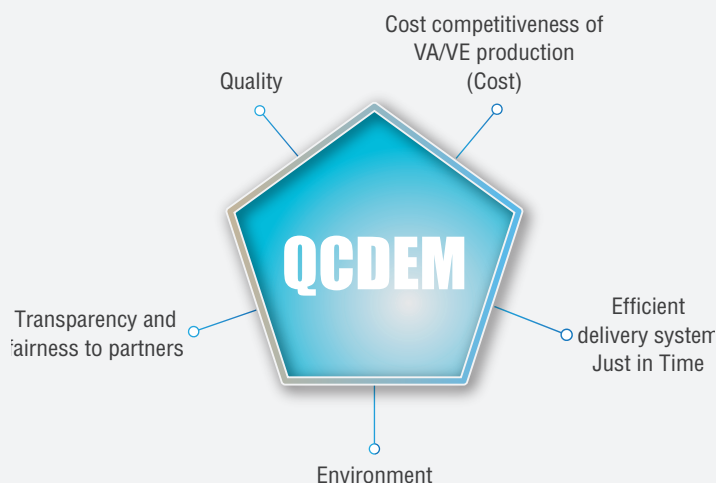 Cost competitiveness of
VA/VE production
(Cost)
Quality
QCDEM
Transparency and
fairness to partners
Efficient
delivery system
Just in Time
Environment